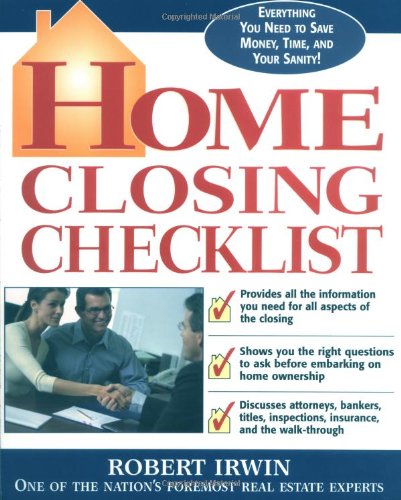 EVERYTHING
YOU NEED TO SAVE
MONEY, TIME, AND
YOUR SANITY!
HOME
CLOSING
CHECKLIST
Provides all the information
you need for all aspects of
the closing
Shows you the right questions
to ask before embarking on
home ownership
Discusses attorneys, bankers,
titles, inspections, insurance,
and the walk-through
ROBERT IRWIN
ONE OF THE NATION'S FOREMOST REAL ESTATE EXPERTS